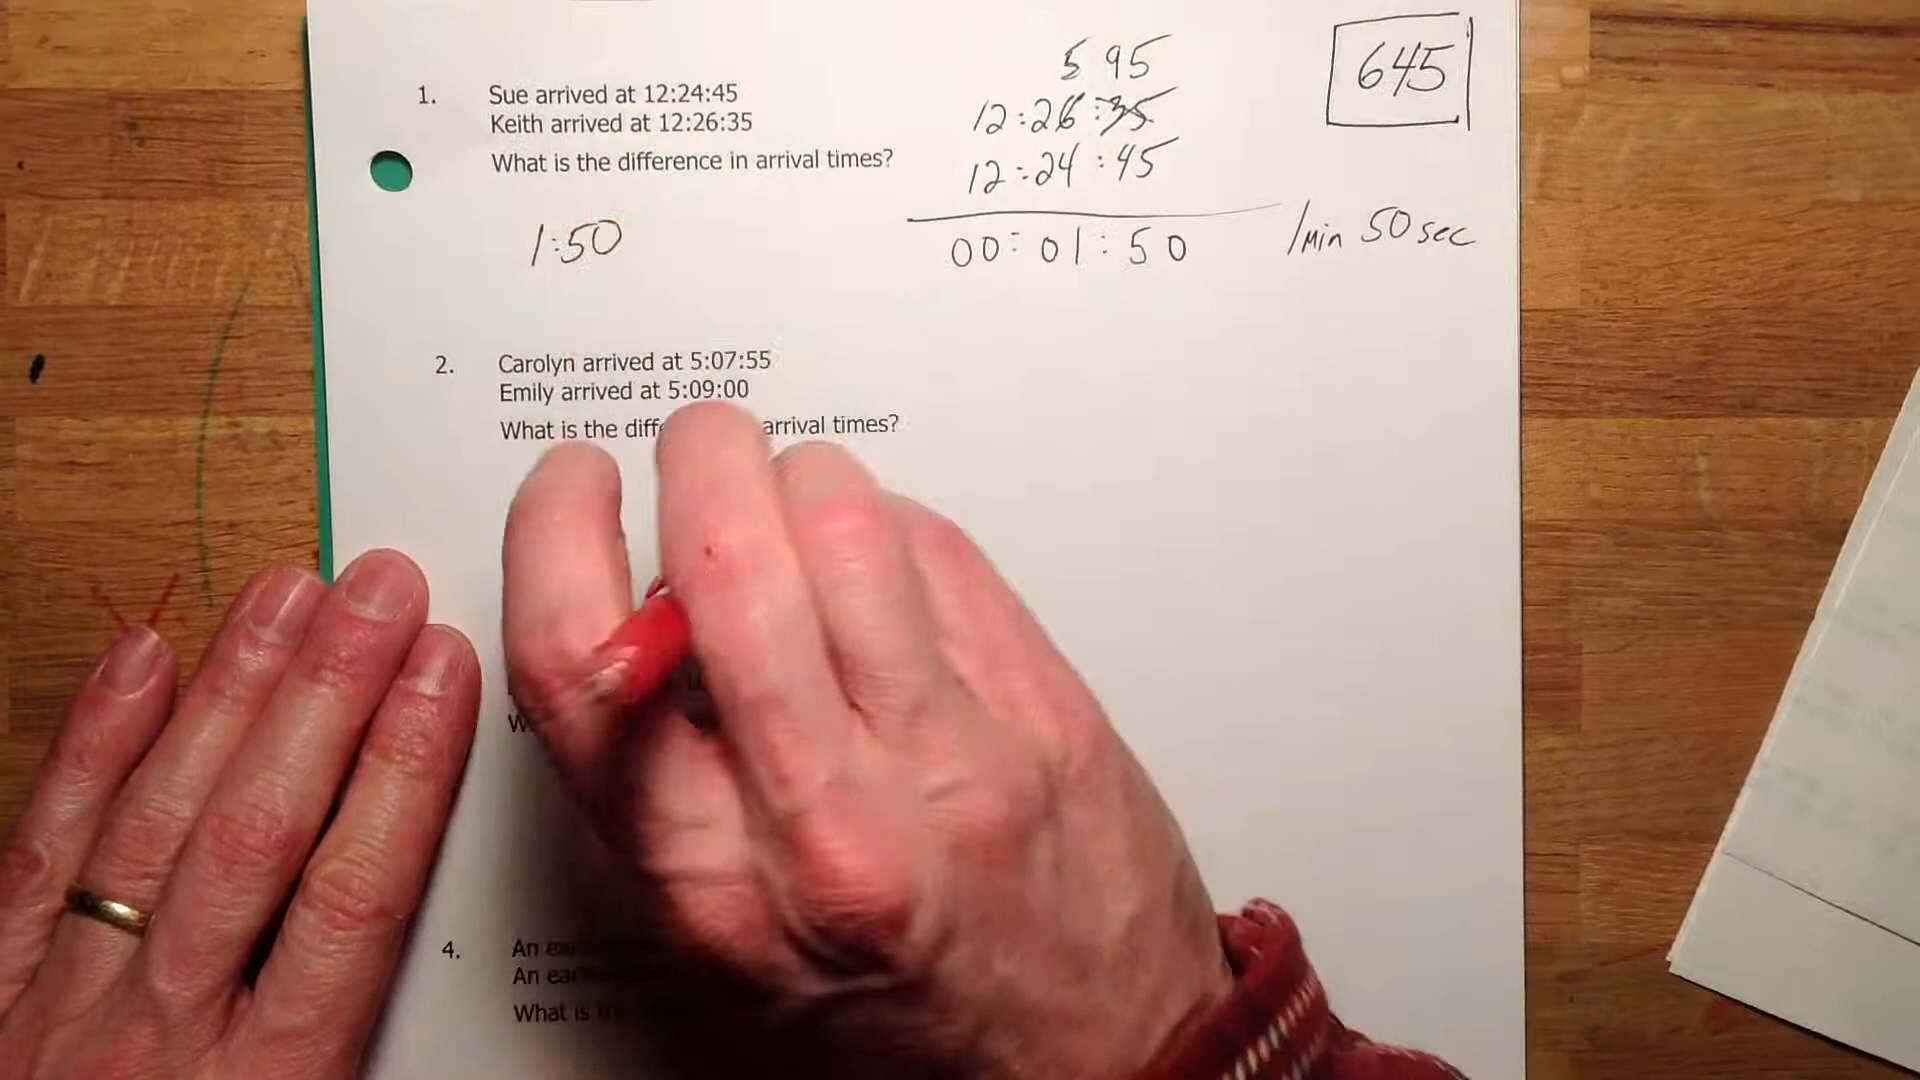 645
5 95
12:26:35
12:24:45
00:01:50
1min 50 sec
1. Sue arrived at 12:24:45
Keith arrived at 12:26:35
What is the difference in arrival times?
1:50
2. Carolyn arrived at 5:07:55
Emily arrived at 5:09:00
What is the diff arrival times?
4. An
An
What is